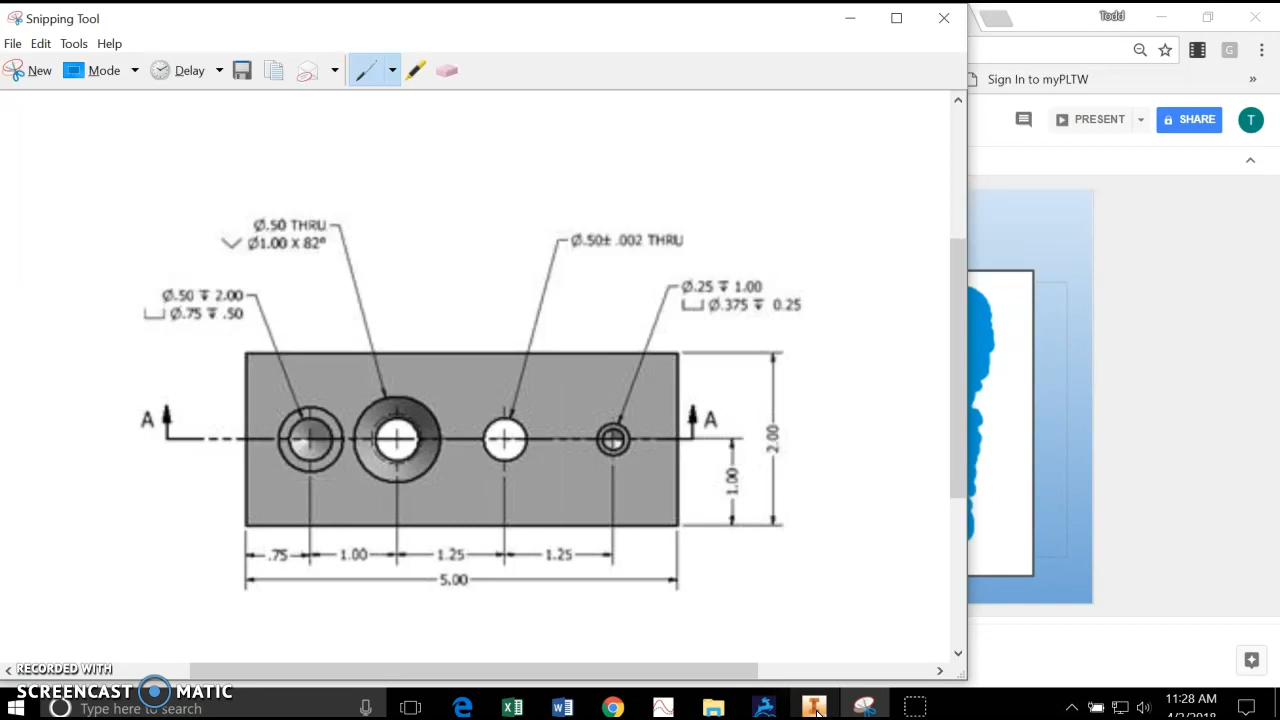 Snipping Tool
Todd
File Edit Tools Help
New Mode Delay
G
Sign In to myPLTW
»
PRESENT SHARE T
Ø.50 THRU
Ø1.00 X 82°
Ø.50± .002 THRU
Ø.25 ↧ 1.00
Ø.375 ↧ 0.25
Ø.50 ↧ 2.00
⌴ Ø.75 ↧ .50
A A
2.00
1.00
.75 1.00 1.25 1.25
5.00
RECORDED WITH
SCREENCAST MATIC
Type here to search
11:28 AM